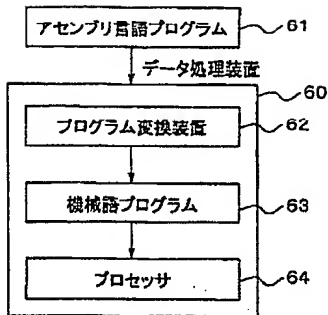 アセンブリ言語プログラム
61
データ処理装置
60
プログラム変換装置
62
機械語プログラム
63
プロセッサ
64